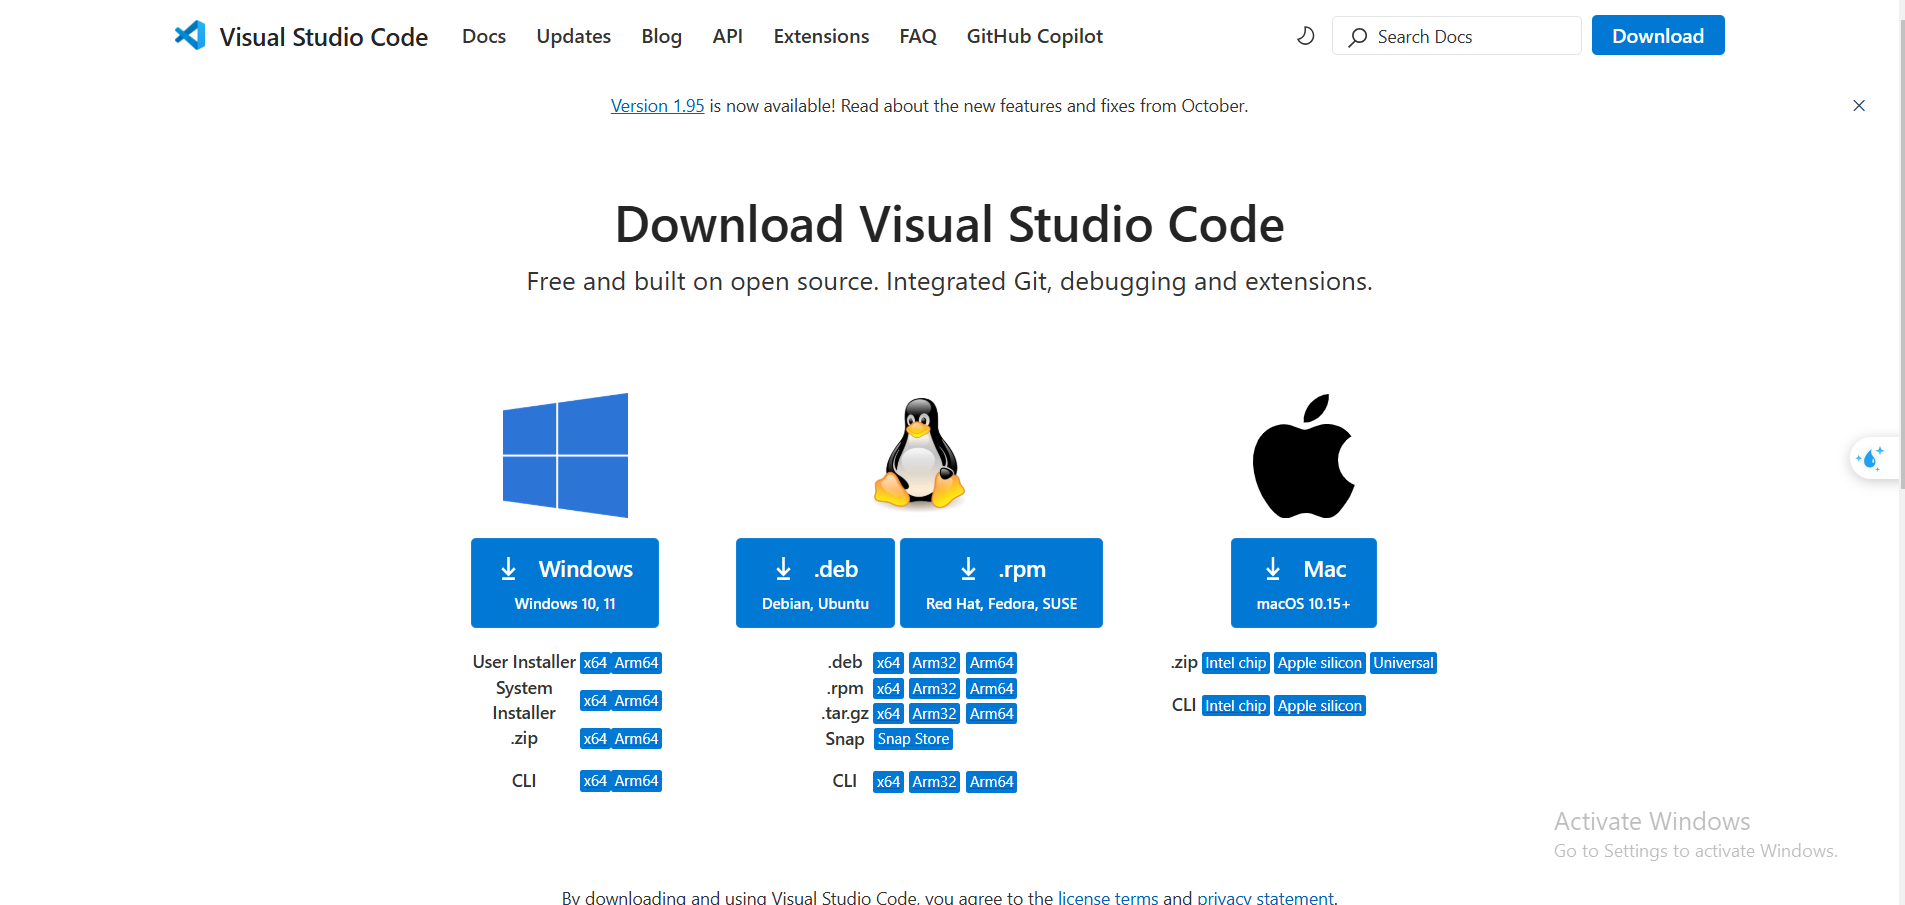 Visual Studio Code Docs Updates Blog API Extensions FAQ GitHub Copilot Search Docs Download
Version 1.95 is now available! Read about the new features and fixes from October.
Download Visual Studio Code
Free and built on open source. Integrated Git, debugging and extensions.
Windows
Windows 10, 11
User Installer x64 Arm64
System
Installer x64 Arm64
.zip x64 Arm64
CLI x64 Arm64
.deb
Debian, Ubuntu
.rpm
Red Hat, Fedora, SUSE
.deb x64 Arm32 Arm64
.rpm x64 Arm32 Arm64
.tar.gz x64 Arm32 Arm64
Snap Snap Store
CLI x64 Arm32 Arm64
Mac
macOS 10.15+
.zip Intel chip Apple silicon Universal
CLI Intel chip Apple silicon
Activate Windows
Go to Settings to activate Windows.
By downloading and using Visual Studio Code, you agree to the license terms and privacy statement.